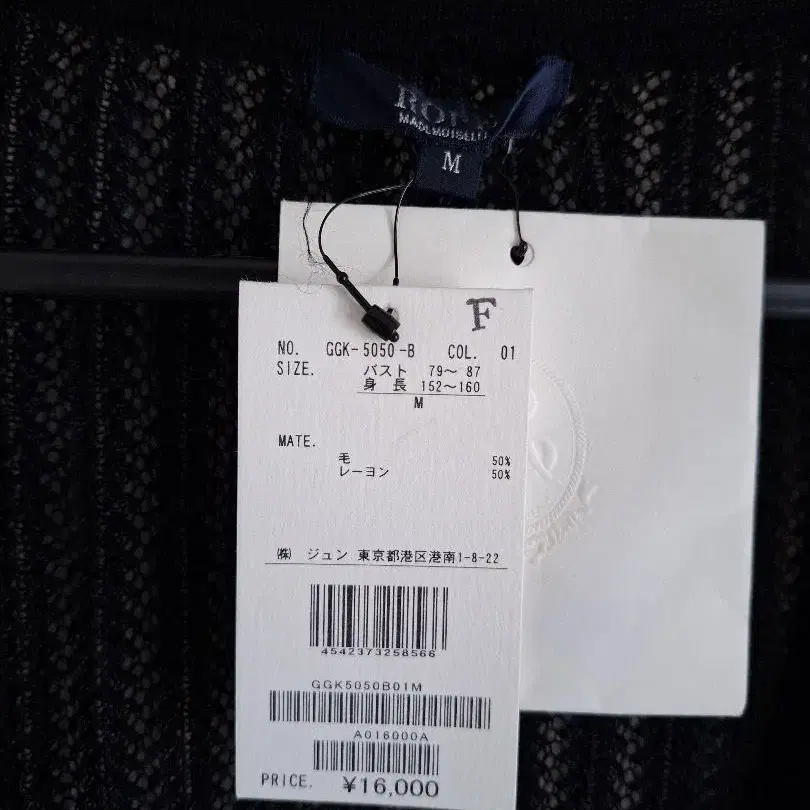 MADEMOISELLE
M
F
NO. GGK-5050-B COL. 01
SIZE. バスト 79〜 87
身 長 152〜160
M
MATE.
毛 50%
レーヨン 50%
㈱ ジュン 東京都港区港南1-8-22
4542373258566
GGK5050B01M
A016000A
PRICE. ¥16,000